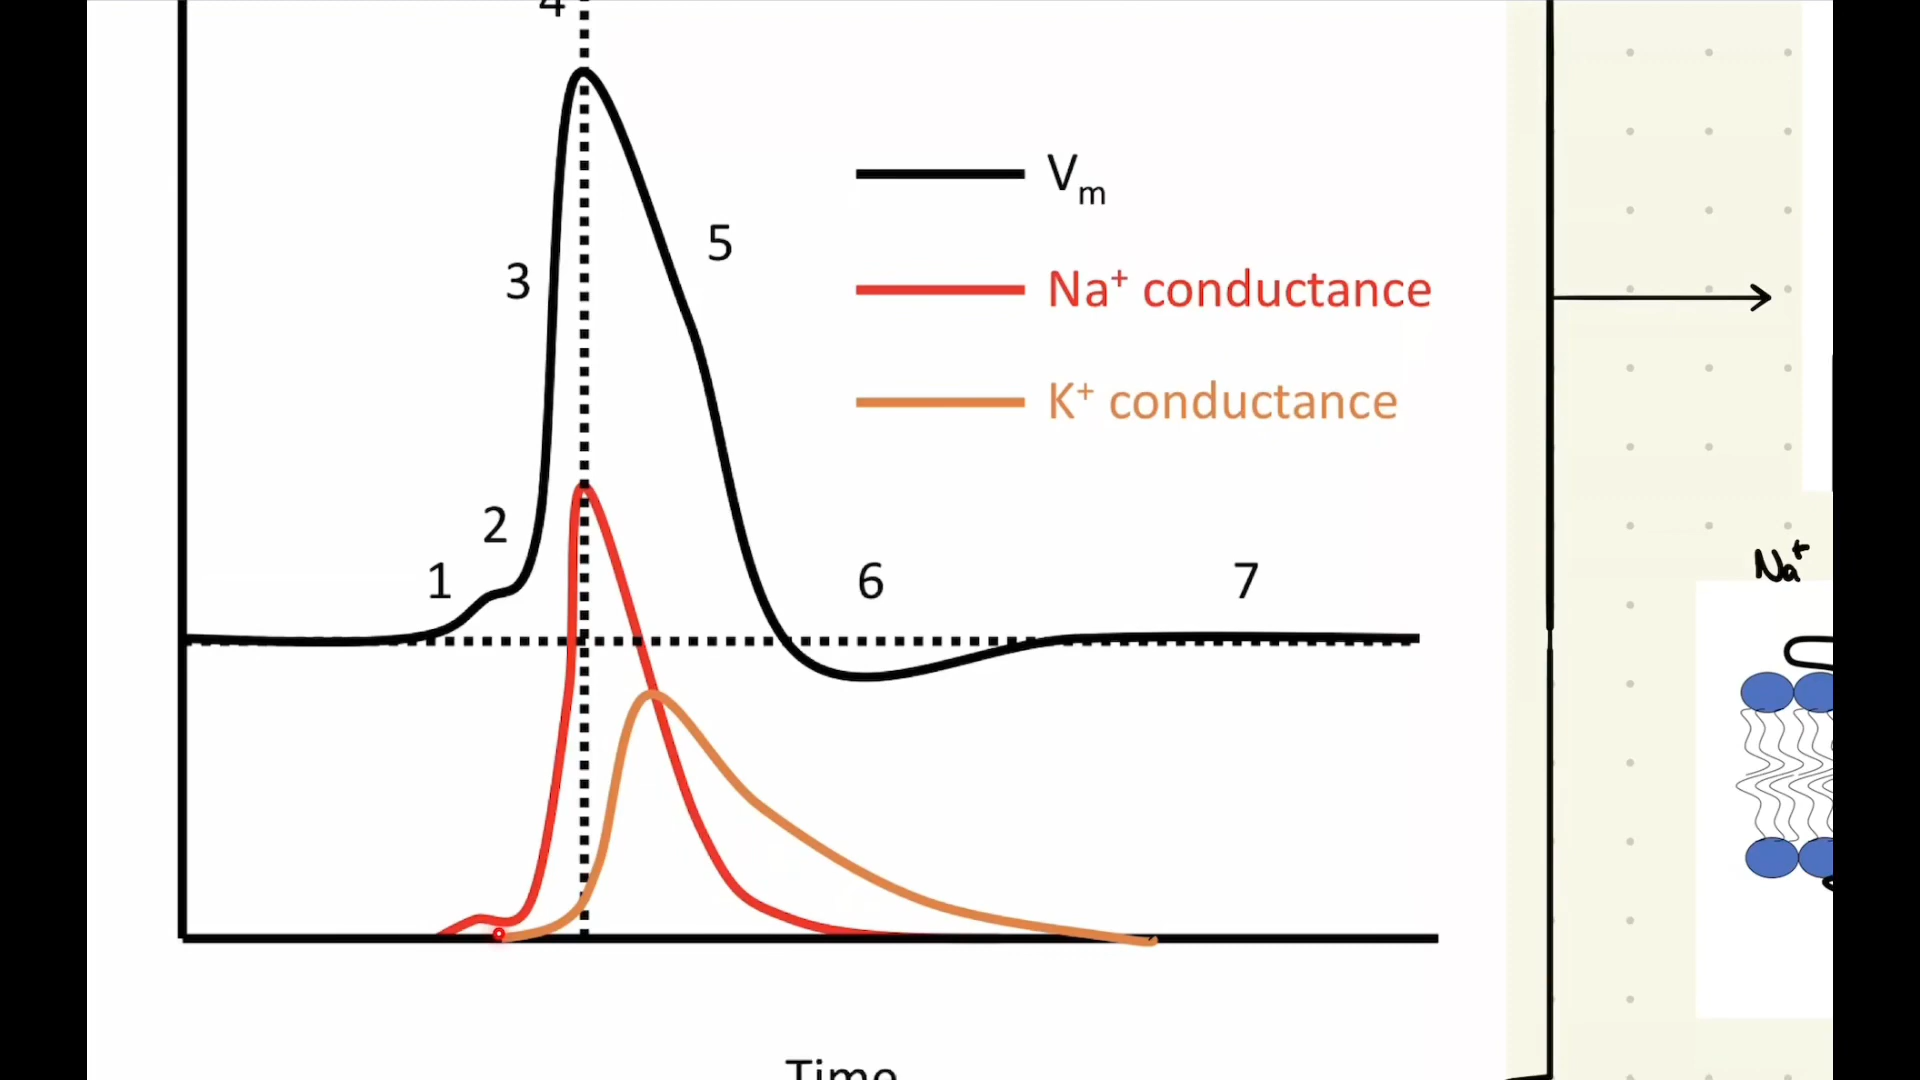 4
V_m
5
3
Na⁺ conductance
K⁺ conductance
2
Na⁺
1
6
7
Time